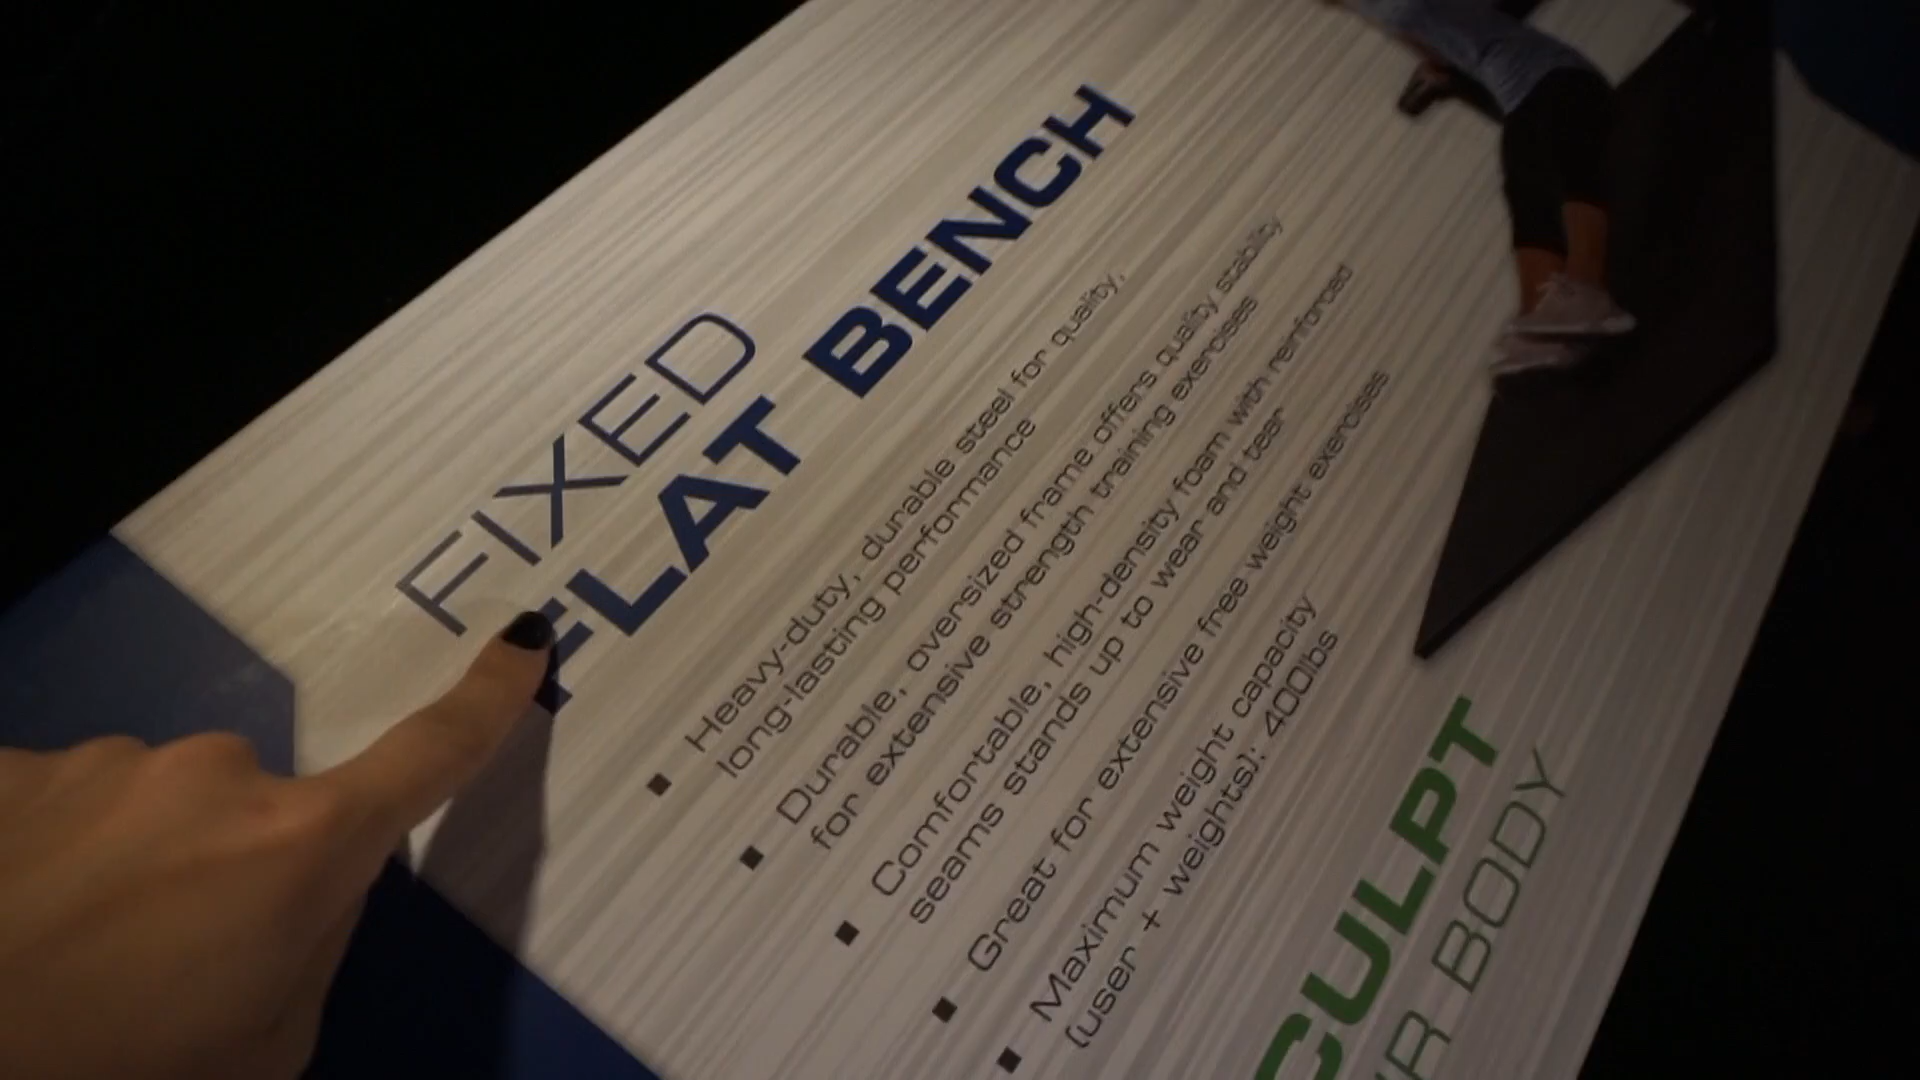 FIXED
FLAT BENCH
▪ Heavy-duty, durable steel for quality,
long-lasting performance
▪ Durable, oversized frame offers quality stability
for extensive strength training exercises
▪ Comfortable, high-density foam with reinforced
seams stands up to wear and tear
▪ Great for extensive free weight exercises
▪ Maximum weight capacity
(user + weights): 400lbs
CULPT
R BODY